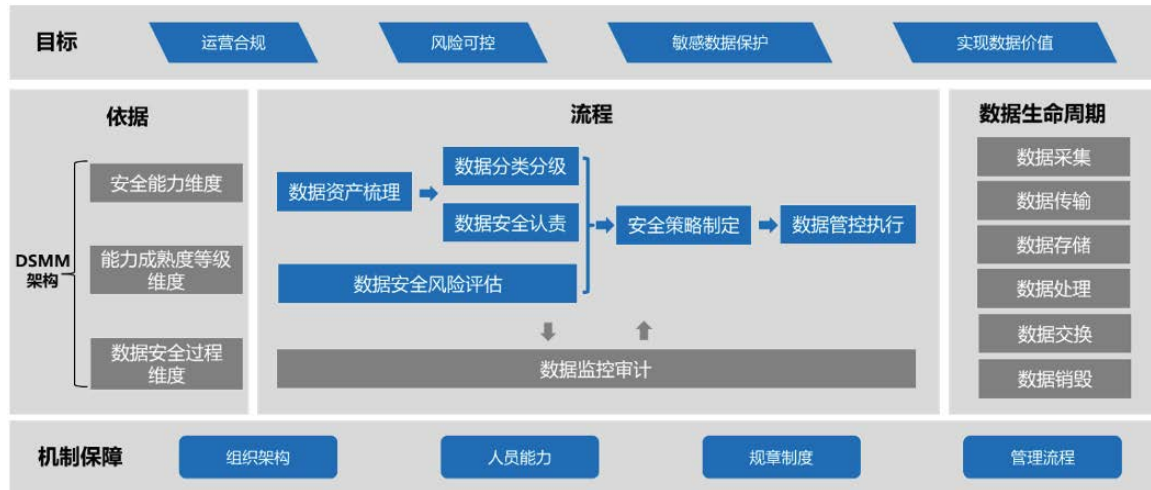 目标
运营合规
风险可控
敏感数据保护
实现数据价值
依据
DSMM
架构
安全能力维度
能力成熟度等级
维度
数据安全过程
维度
流程
数据资产梳理
数据分类分级
数据安全认责
数据安全风险评估
安全策略制定
数据管控执行
数据监控审计
数据生命周期
数据采集
数据传输
数据存储
数据处理
数据交换
数据销毁
机制保障
组织架构
人员能力
规章制度
管理流程